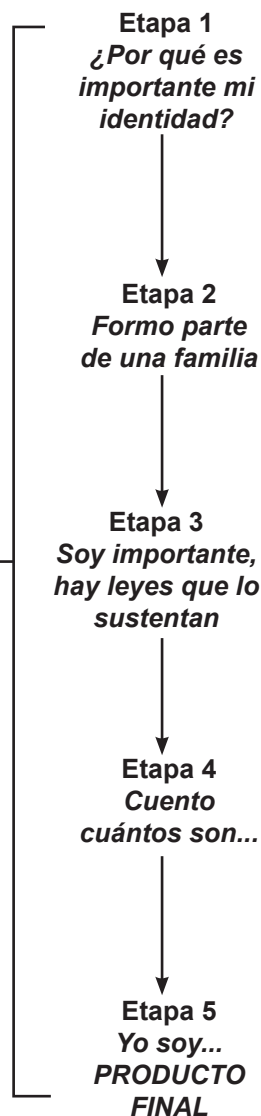 Etapa 1
¿Por qué es
importante mi
identidad?
Etapa 2
Formo parte
de una familia
Etapa 3
Soy importante,
hay leyes que lo
sustentan
Etapa 4
Cuento
cuántos son...
Etapa 5
Yo soy...
PRODUCTO
FINAL